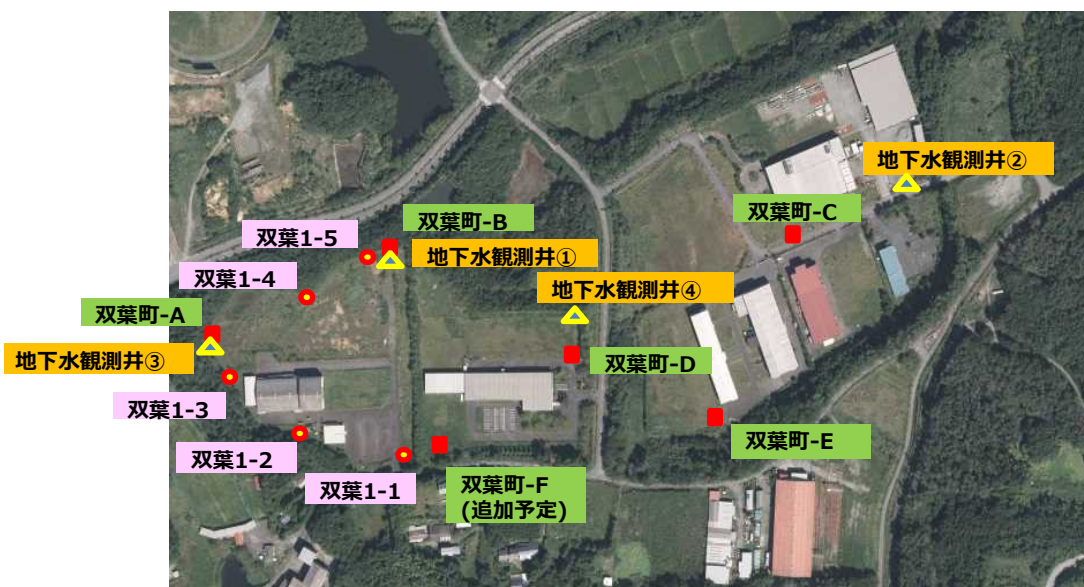 地下水観測井②
双葉町-C
双葉町-B
双葉1-5
地下水観測井①
双葉1-4
地下水観測井④
双葉町-A
地下水観測井③
双葉町-D
双葉1-3
双葉町-E
双葉1-2
双葉1-1
双葉町-F
(追加予定)